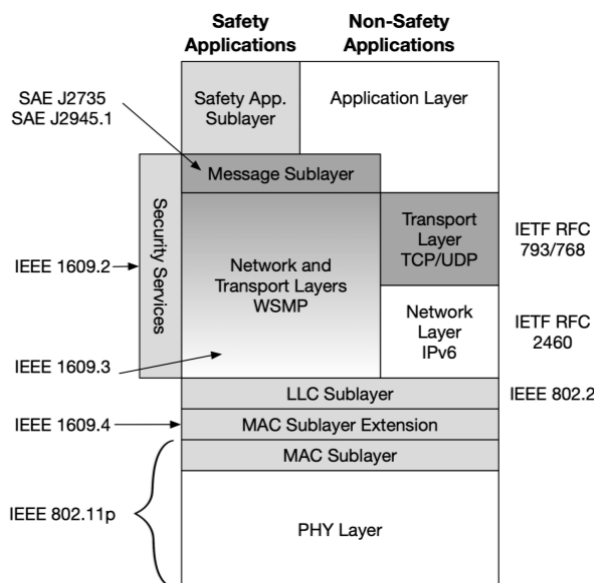 Safety
Applications
Non-Safety
Applications
SAE J2735
SAE J2945.1
Safety App.
Sublayer
Application Layer
Message Sublayer
Security Services
IEEE 1609.2
Network and
Transport Layers
WSMP
Transport
Layer
TCP/UDP
IETF RFC
793/768
Network
Layer
IPv6
IETF RFC
2460
IEEE 1609.3
LLC Sublayer
IEEE 802.2
IEEE 1609.4
MAC Sublayer Extension
MAC Sublayer
IEEE 802.11p
PHY Layer